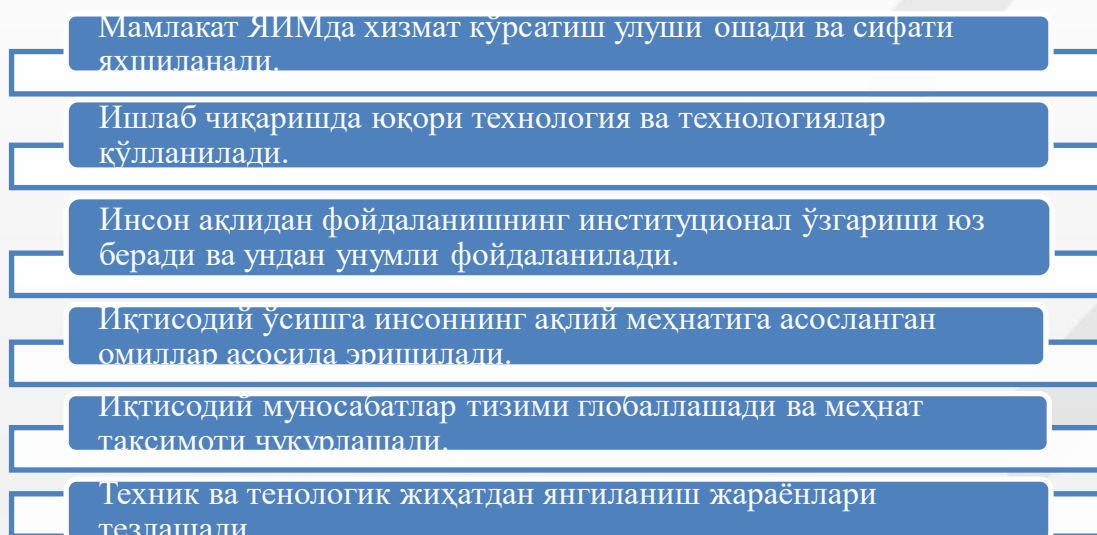 Мамлакат ЯИМда хизмат кўрсатиш улуши ошади ва сифати
яхшиланади.
Ишлаб чиқаришда юқори технология ва технологиялар
қўлланилади.
Инсон ақлидан фойдаланишнинг институционал ўзгариши юз
беради ва ундан унумли фойдаланилади.
Иқтисодий ўсишга инсоннинг ақлий меҳнатига асосланган
омиллар асосида эришилади.
Иқтисодий муносабатлар тизими глобаллашади ва меҳнат
тақсимоти чуқурлашади.
Техник ва тенологик жиҳатдан янгиланиш жараёнлари
тезлашади